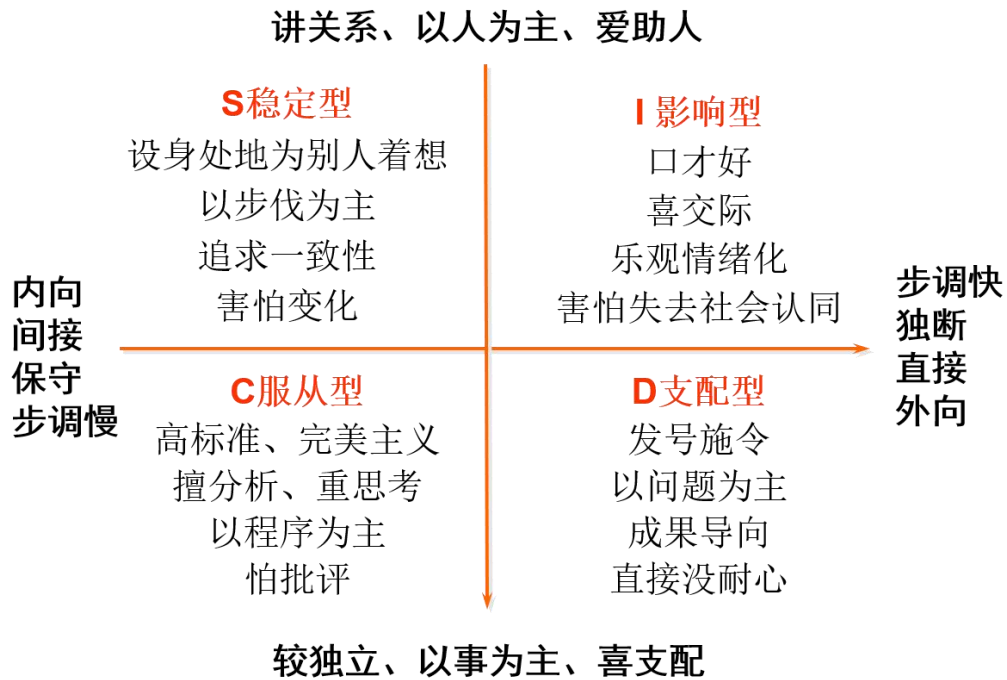 讲关系、以人为主、爱助人
S稳定型
设身处地为别人着想
以步伐为主
追求一致性
害怕变化
I 影响型
口才好
喜交际
乐观情绪化
害怕失去社会认同
内向
间接
保守
步调慢
步调快
独断
直接
外向
C服从型
高标准、完美主义
擅分析、重思考
以程序为主
怕批评
D支配型
发号施令
以问题为主
成果导向
直接没耐心
较独立、以事为主、喜支配